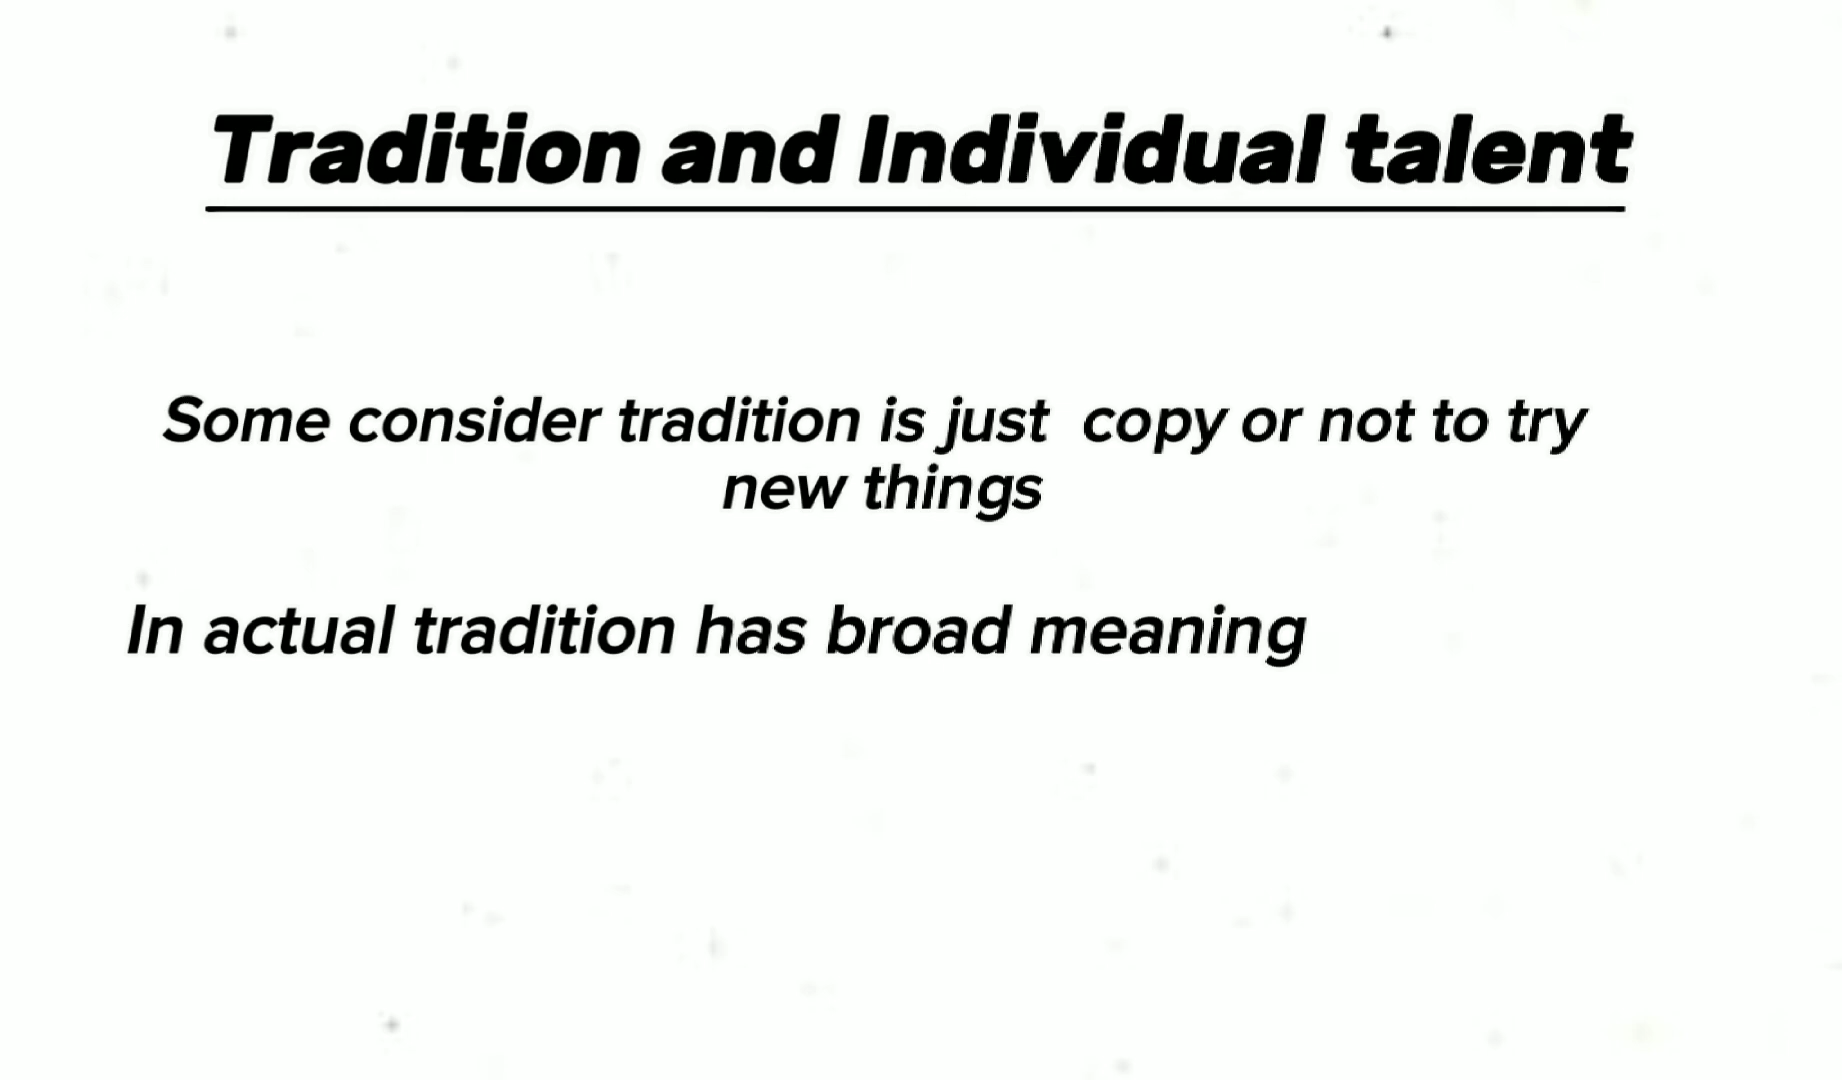 Tradition and Individual talent
Some consider tradition is just  copy or not to try
new things
In actual tradition has broad meaning